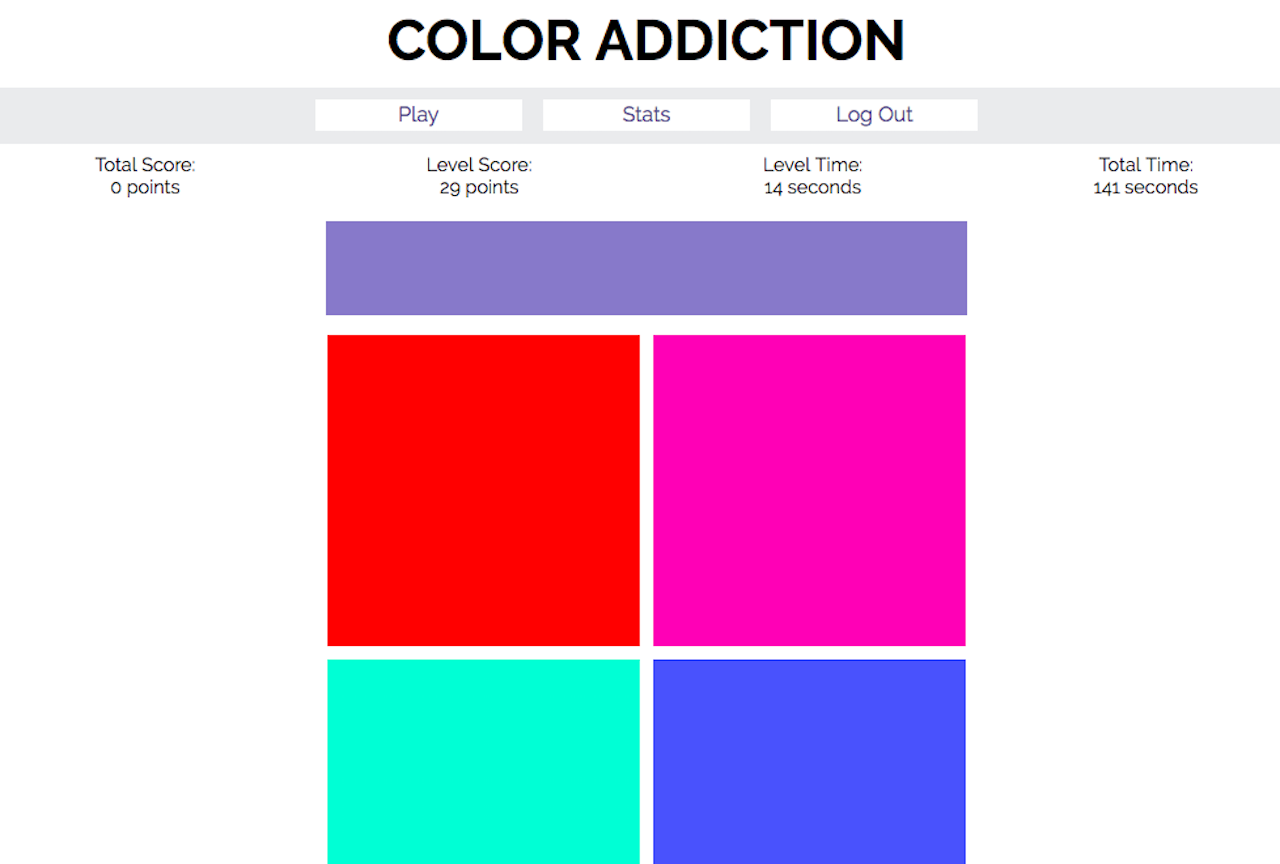 COLOR ADDICTION
Play Stats Log Out
Total Score: Level Score: Level Time: Total Time:
0 points 29 points 14 seconds 141 seconds